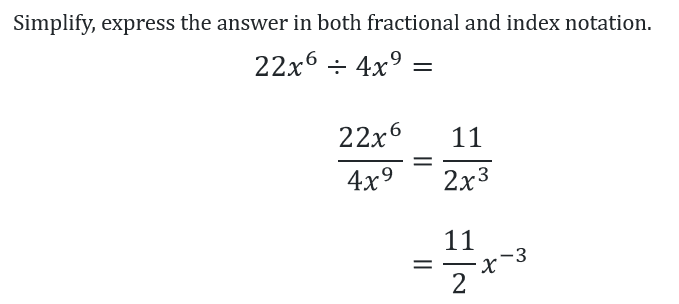 Simplify, express the answer in both fractional and index notation.
22x⁶ ÷ 4x⁹ =
22x⁶/4x⁹ = 11/2x³
= 11/2 x⁻³